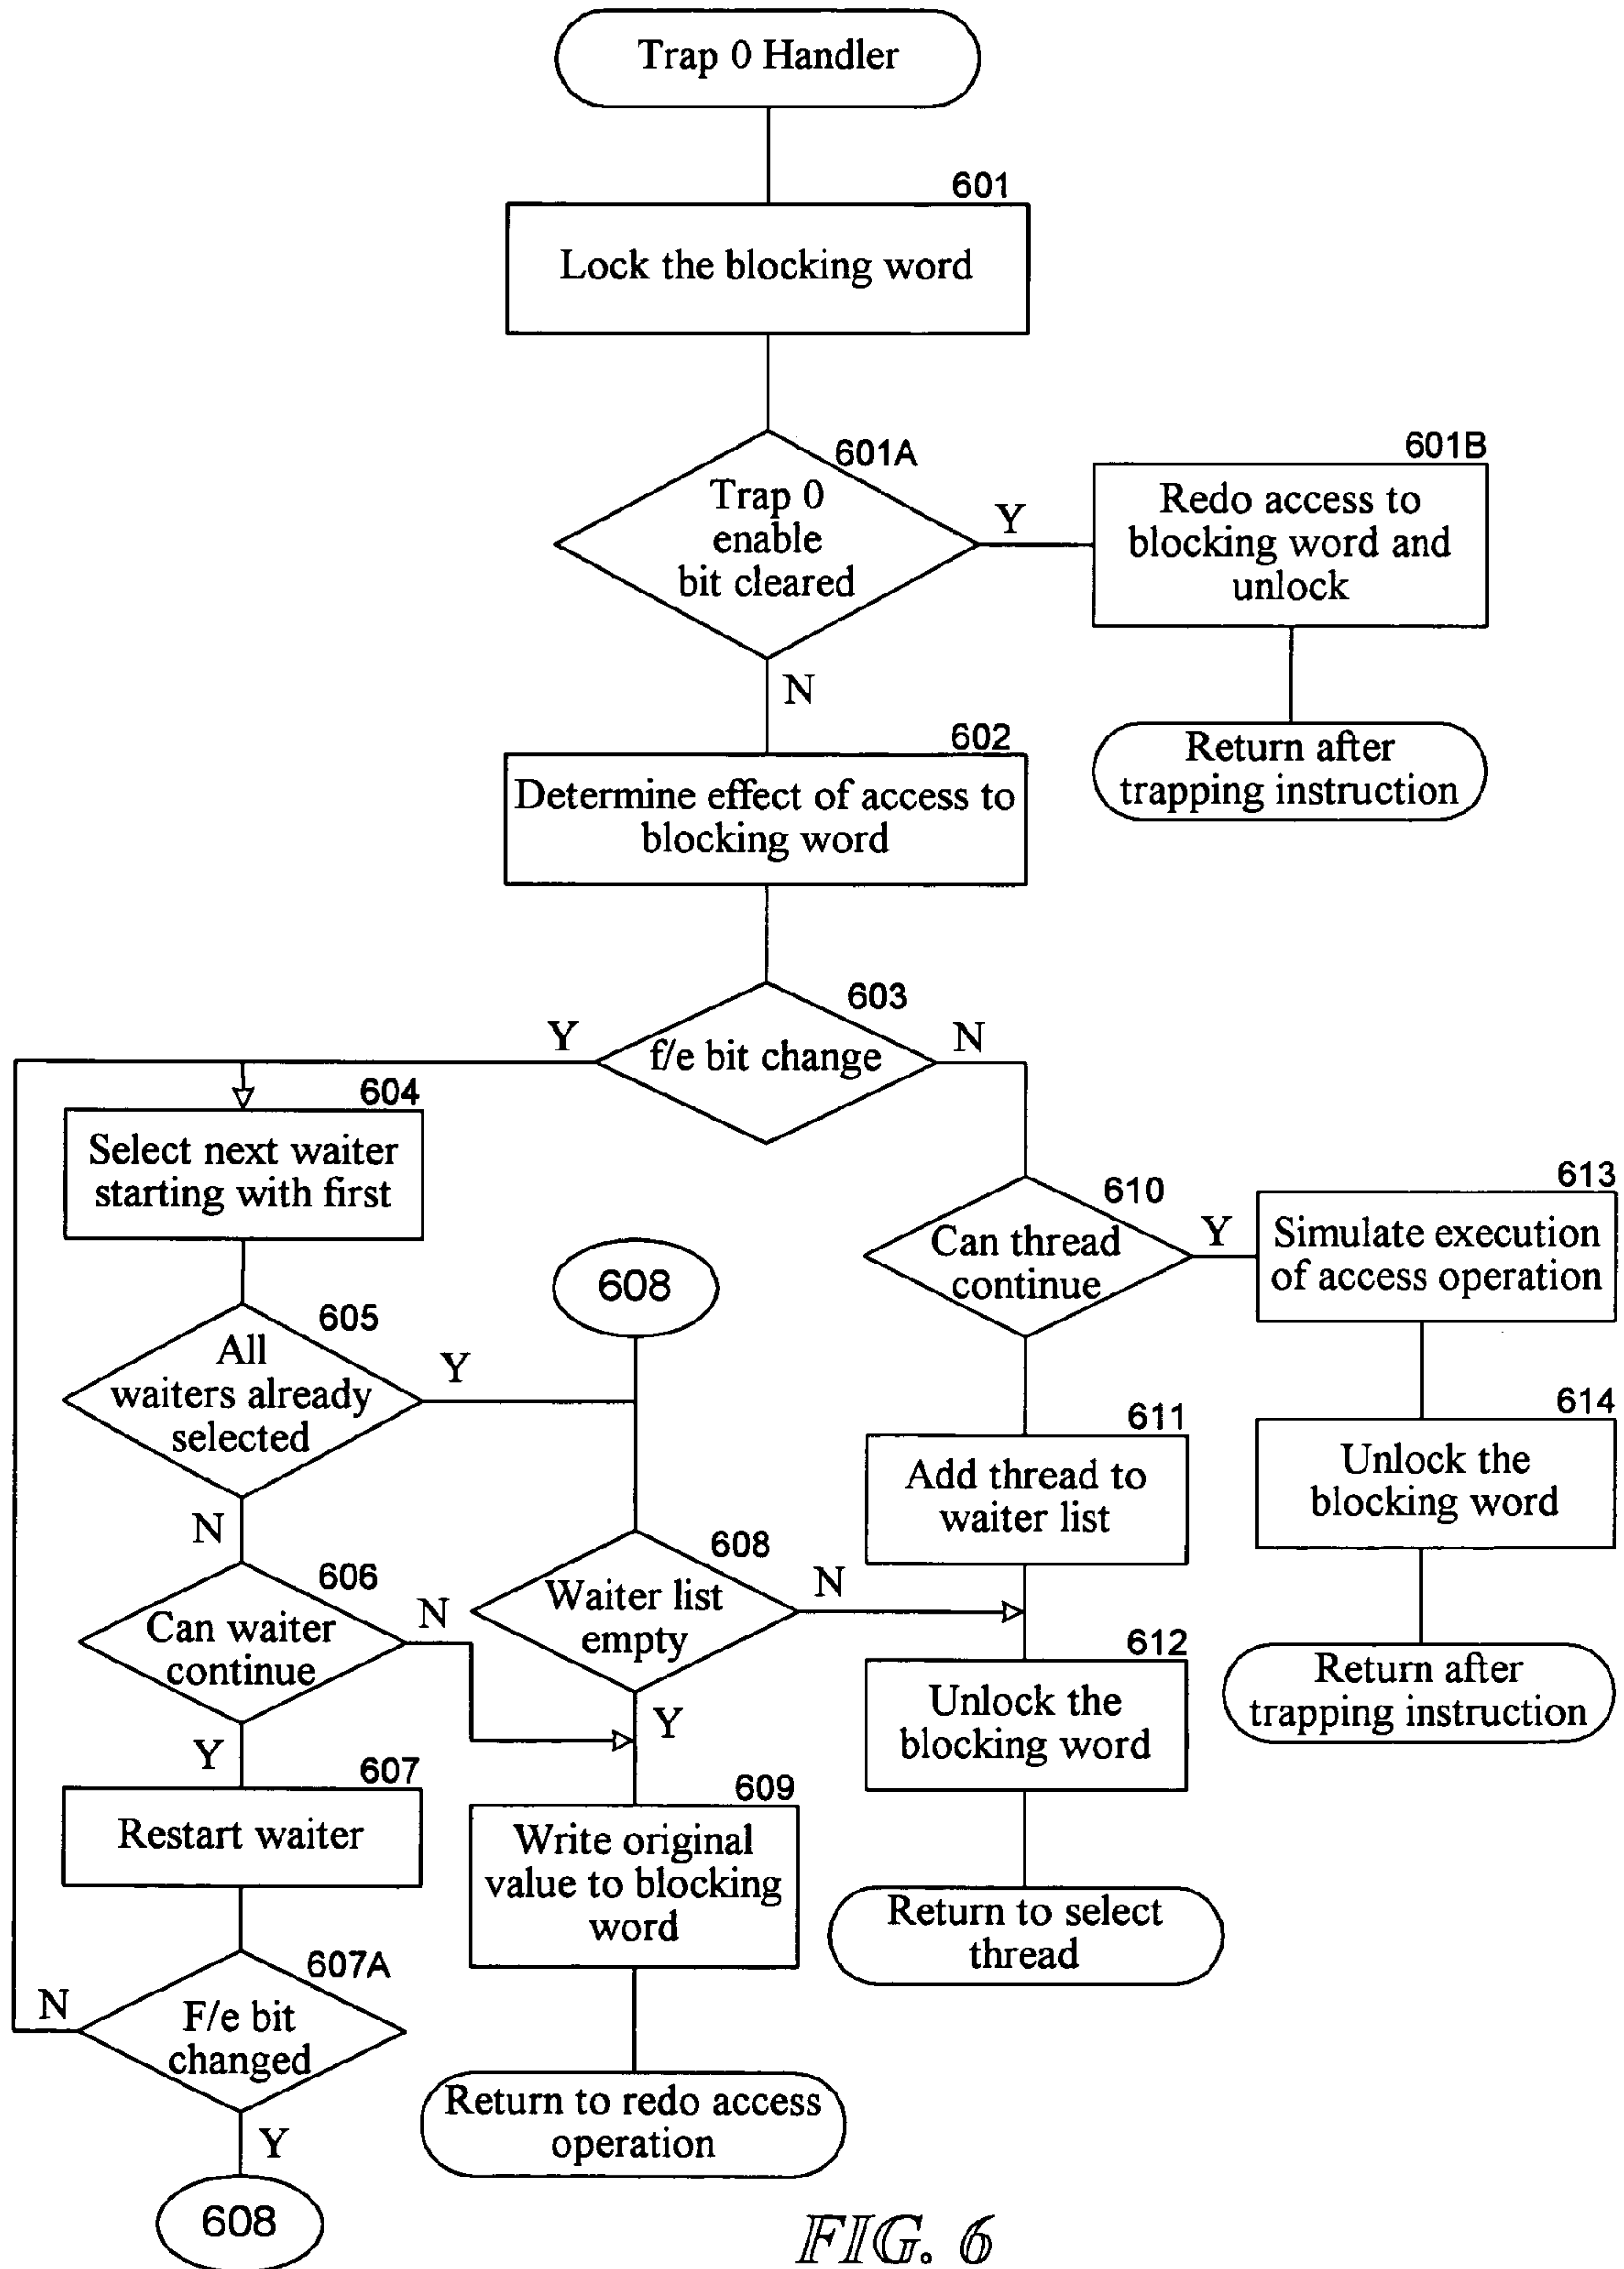 Trap 0 Handler
601
Lock the blocking word
601A
Trap 0
enable
bit cleared
Y
N
601B
Redo access to
blocking word and
unlock
Return after
trapping instruction
602
Determine effect of access to
blocking word
603
f/e bit change
Y
N
604
Select next waiter
starting with first
605
All
waiters already
selected
Y
N
606
Can waiter
continue
N
Y
607
Restart waiter
607A
F/e bit
changed
N
Y
608
608
608
Waiter list
empty
N
Y
609
Write original
value to blocking
word
Return to redo access
operation
610
Can thread
continue
Y
611
Add thread to
waiter list
612
Unlock the
blocking word
Return to select
thread
613
Simulate execution
of access operation
614
Unlock the
blocking word
Return after
trapping instruction
FIG. 6